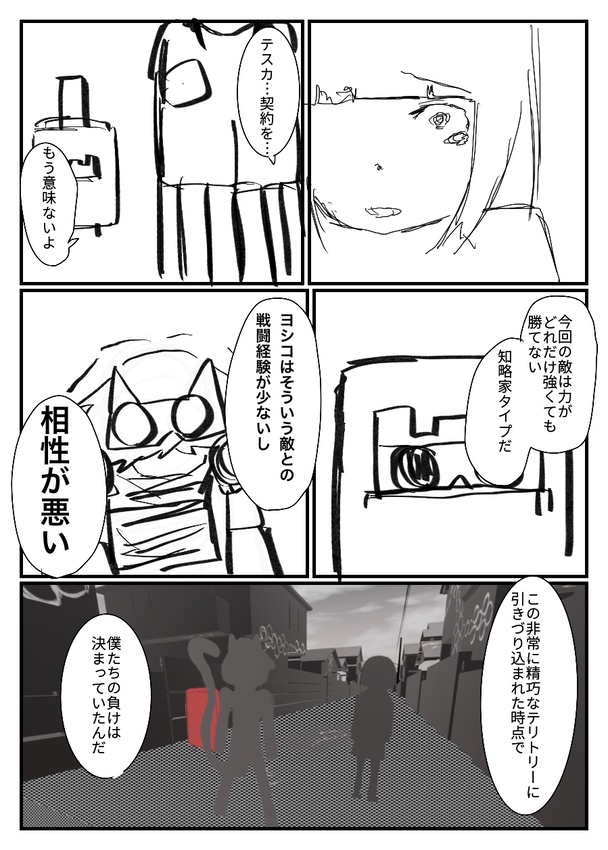 テスカ…契約を…
もう意味ないよ
今回の敵は力が
どれだけ強くても
勝てない
知略家タイプだ
ヨシコはそういう敵との
戦闘経験が少ないし
相性が悪い
この非常に精巧なテリトリーに
引きづり込まれた時点で
僕たちの負けは
決まっていたんだ